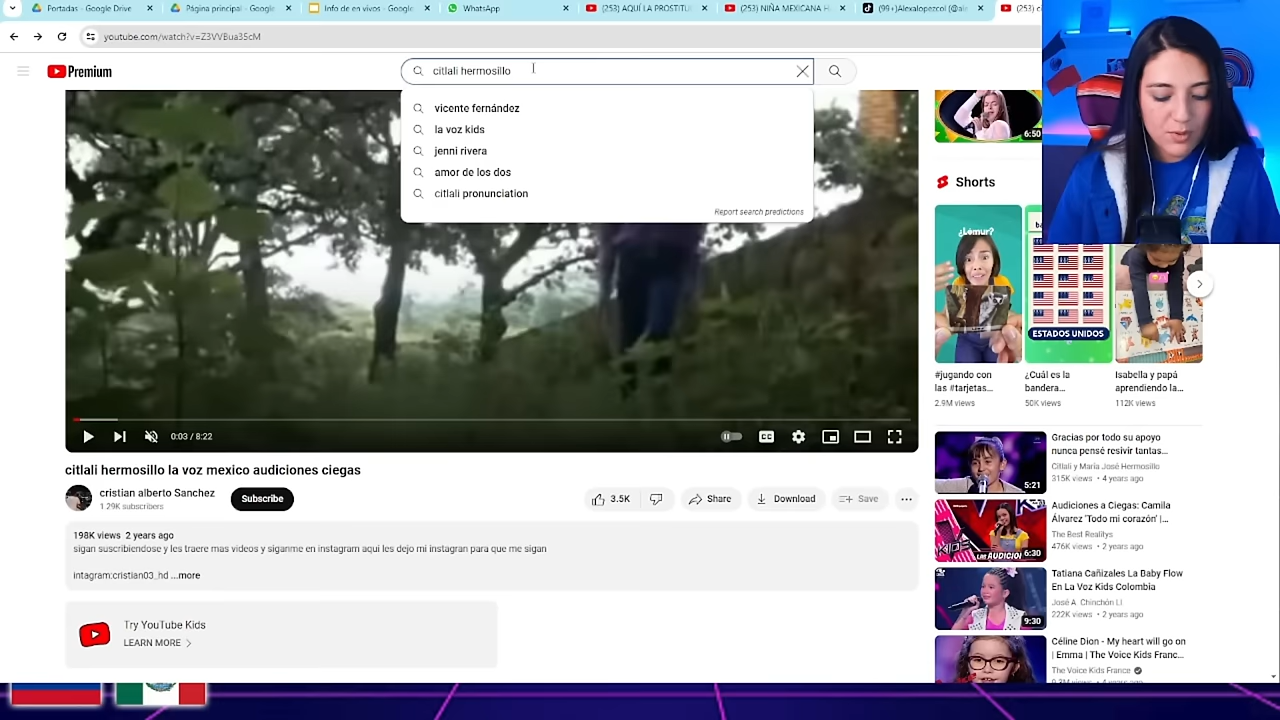 Portadas - Google Drive
Página principal - Google
Info de en vivos - Google
WhatsApp
(253) AQUÍ LA PROSTITU
(253) NIÑA MEXICANA H
(99+)Alexalopezcol (@ale
youtube.com/watch?v=Z3VVBua35cM
Premium
citlali hermosillo
vicente fernández
la voz kids
jenni rivera
amor de los dos
citlali pronunciation
Report search predictions
6:50
Shorts
¿Lémur?
ESTADOS UNIDOS
#jugando con
las #tarjetas...
2.9M views
¿Cuál es la
bandera...
50K views
Isabella y papá
aprendiendo la...
112K views
0:03 / 8:22
citlali hermosillo la voz mexico audiciones ciegas
cristian alberto Sanchez
1.29K subscribers
Subscribe
3.5K
Share
Download
Save
198K views 2 years ago
sigan suscribiendose y les traere mas videos y siganme en instagram aqui les dejo mi instagran para que me sigan
intagram:cristian03_hd ...more
Try YouTube Kids
LEARN MORE
5:21
Gracias por todo su apoyo
nunca pensé resivir tantas...
Citlali y María José Hermosillo
315K views • 4 years ago
6:30
Audiciones a Ciegas: Camila
Álvarez 'Todo mi corazón' |...
The Best Realitys
476K views • 2 years ago
9:30
Tatiana Cañizales La Baby Flow
En La Voz Kids Colombia
José A. Chinchón Ll.
222K views • 2 years ago
Céline Dion - My heart will go on
| Emma | The Voice Kids Franc...
The Voice Kids France